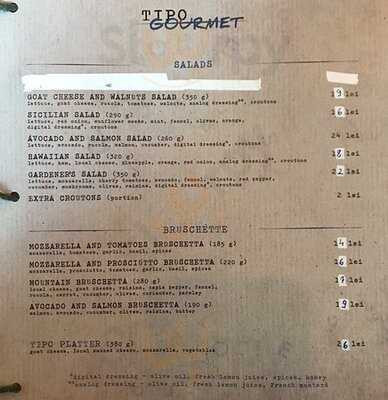 TIPO
GOURMET
SALADS
GOAT CHEESE AND WALNUTS SALAD (350 g) 19 lei
lettuce, goat cheese, rucola, tomatoes, walnuts, analog dressing**, croutons
SICILIAN SALAD (290 g) 16 lei
lettuce, red onion, sunflower seeds, mint, fennel, olives, orange,
digital dressing*, croutons
AVOCADO AND SALMON SALAD (260 g) 24 lei
lettuce, avocado, rucola, salmon, cucumber, digital dressing*, croutons
HAWAIIAN SALAD (320 g) 18 lei
lettuce, ham, local cheese, pineapple, orange, red onion, analog dressing**, croutons
GARDENER'S SALAD (350 g) 22 lei
lettuce, mozzarella, cherry tomatoes, avocado, fennel, walnuts, red pepper,
cucumber, mushrooms, olives, raisins, digital dressing*, croutons
EXTRA CROUTONS (portion) 2 lei
BRUSCHETTE
MOZZARELLA AND TOMATOES BRUSCHETTA (185 g) 14 lei
mozzarella, tomatoes, garlic, basil, spices
MOZZARELLA AND PROSCIUTTO BRUSCHETTA (220 g) 16 lei
mozzarella, prosciutto, tomatoes, garlic, basil, spices
MOUNTAIN BRUSCHETTA (280 g) 17 lei
local cheese, goat cheese, raisins, capia pepper, fennel,
rucola, carrot, cucumber, olives, curcuma, parsley
AVOCADO AND SALMON BRUSCHETTA (190 g) 19 lei
salmon, avocado, cucumber, olives, raisins, butter
TIPO PLATTER (380 g) 26 lei
goat cheese, local smoked cheese, mozzarella, vegetables
*digital dressing - olive oil, fresh lemon juice, spices, honey
**analog dressing - olive oil, fresh lemon juice, French mustard